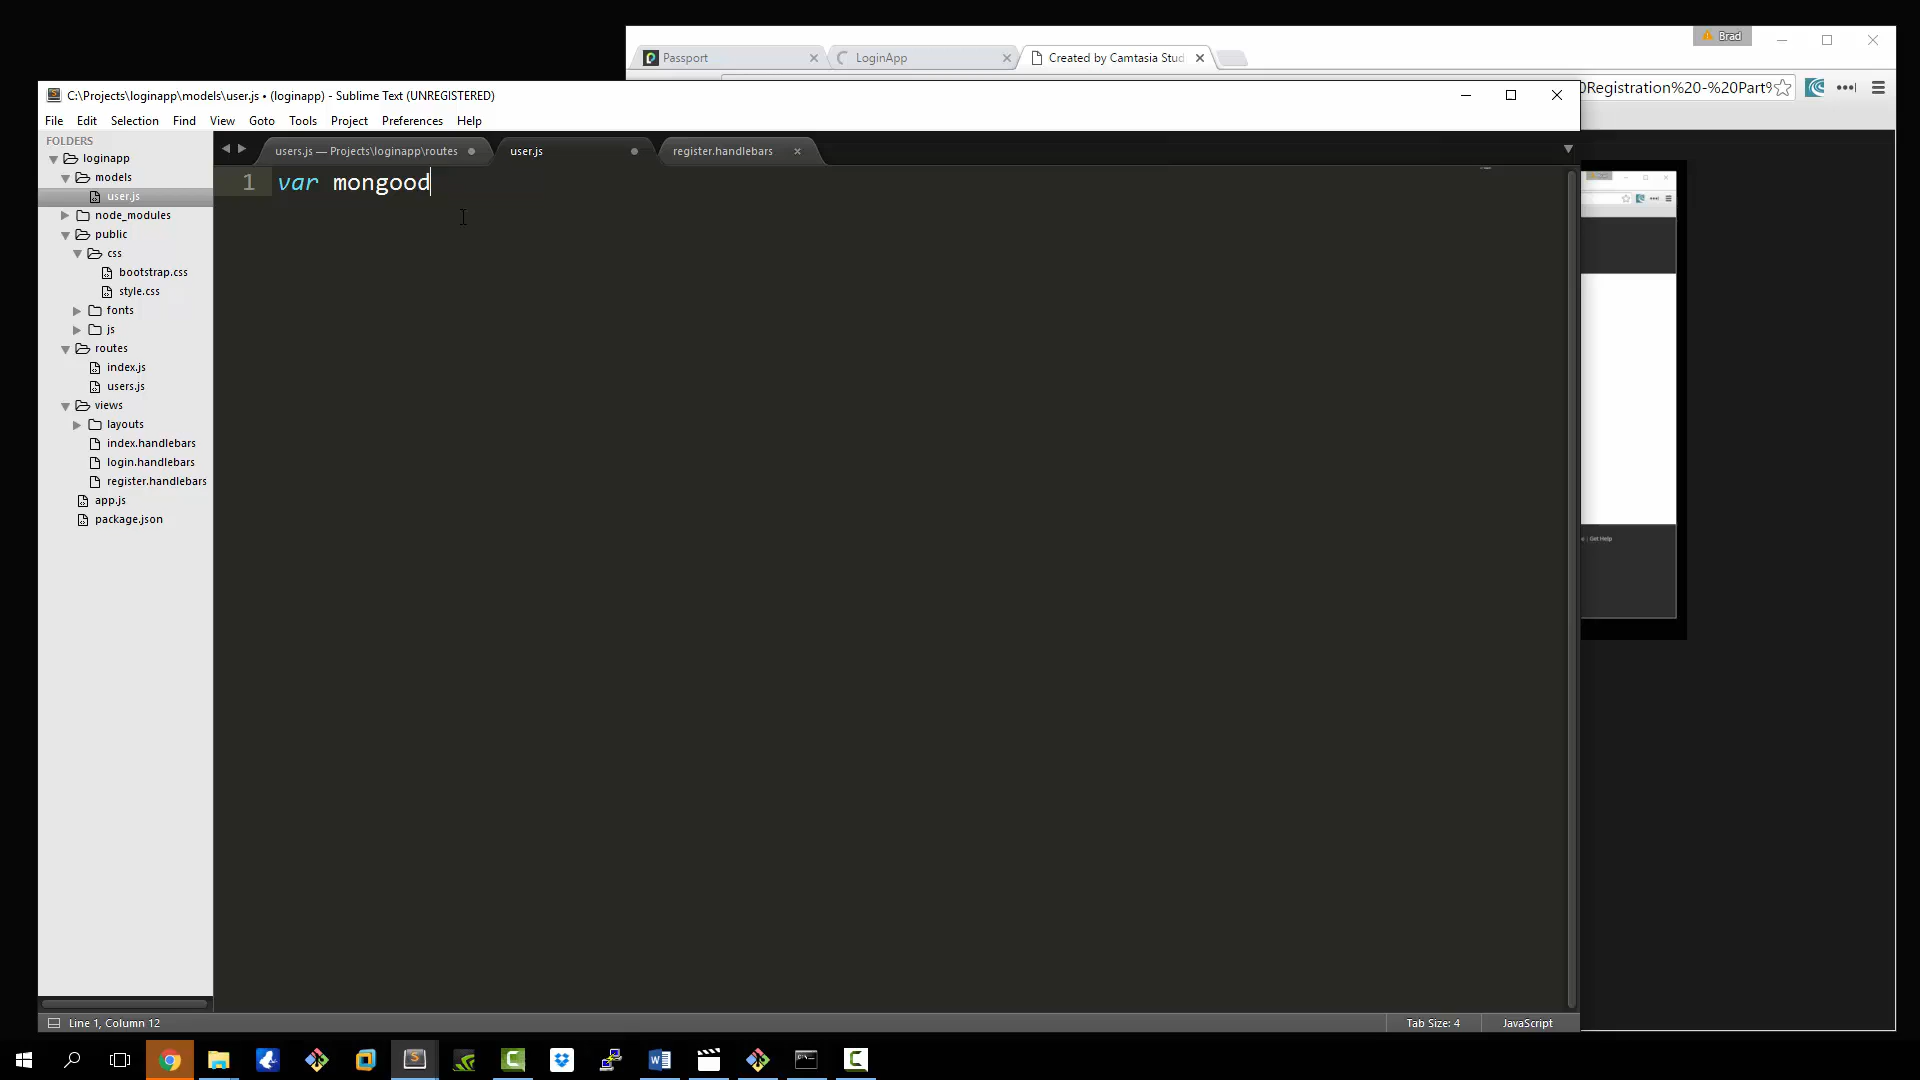 Brad
Passport
LoginApp
Created by Camtasia Stud
0Registration%20-%20Part%
C:\Projects\loginapp\models\user.js • (loginapp) - Sublime Text (UNREGISTERED)
File Edit Selection Find View Goto Tools Project Preferences Help
FOLDERS
loginapp
models
user.js
node_modules
public
css
bootstrap.css
style.css
fonts
js
routes
index.js
users.js
views
layouts
index.handlebars
login.handlebars
register.handlebars
app.js
package.json
users.js — Projects\loginapp\routes
user.js
register.handlebars
1 var mongood
Get Help
Line 1, Column 12
Tab Size: 4
JavaScript